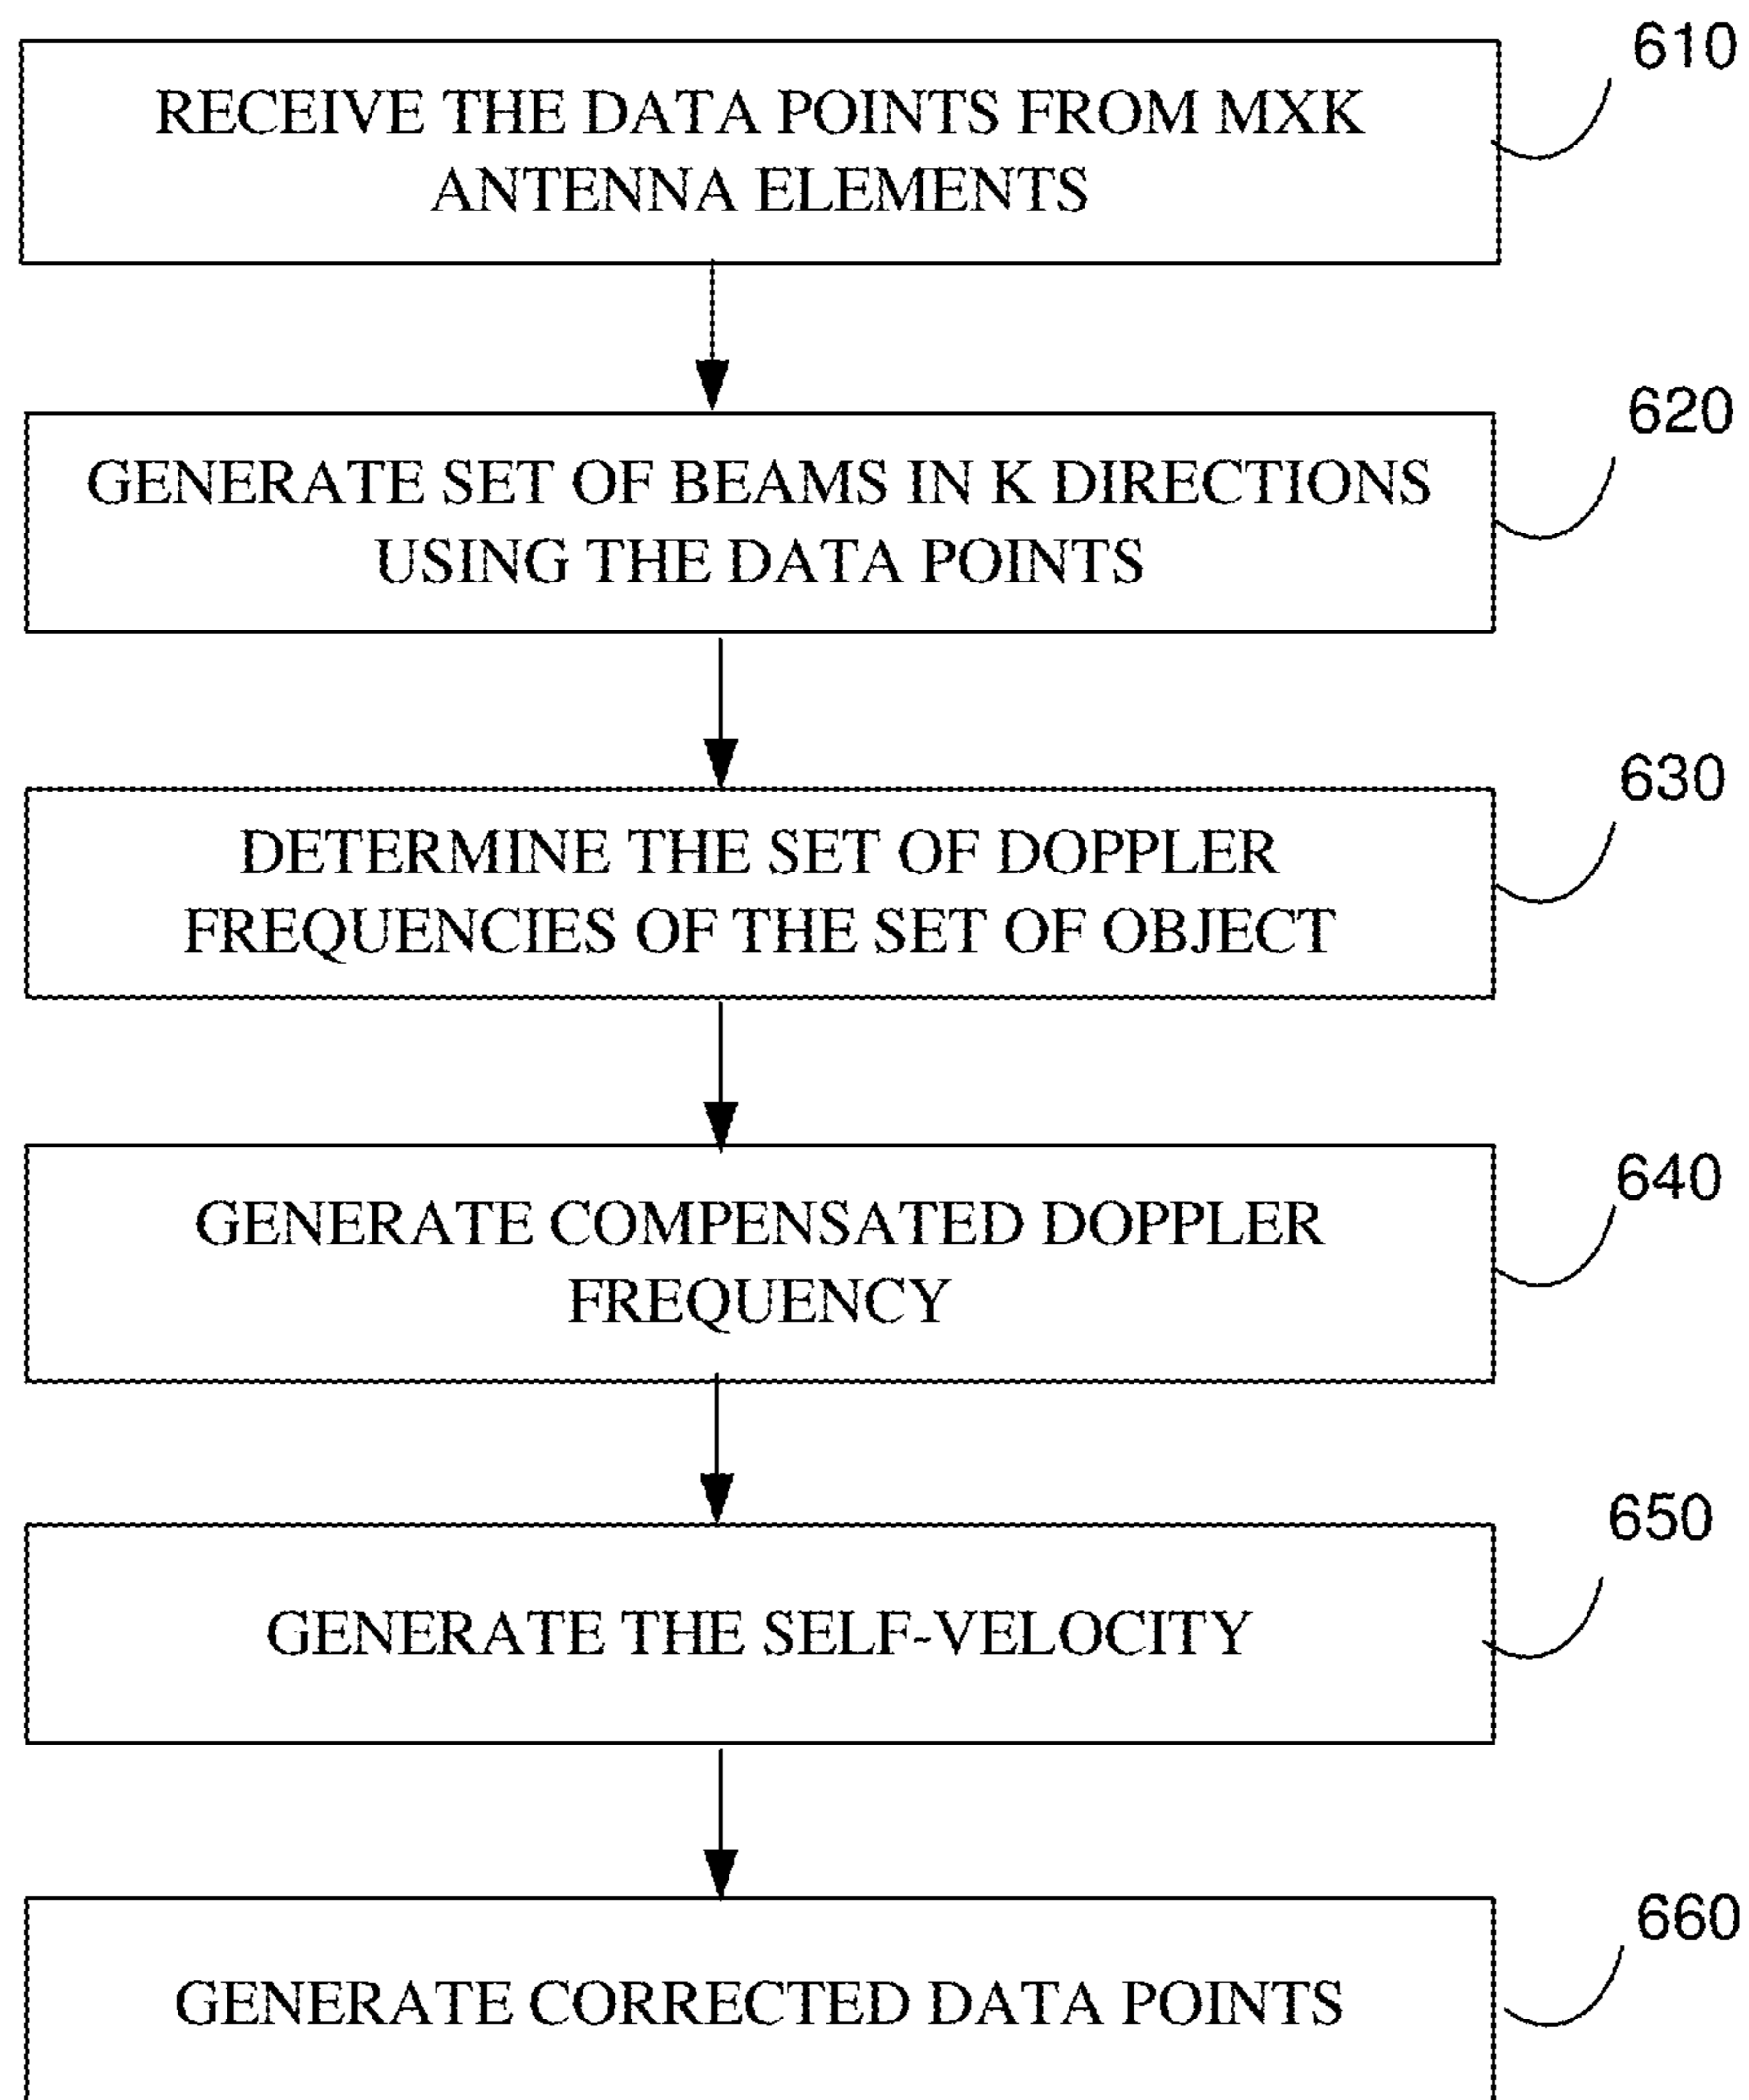 610
RECEIVE THE DATA POINTS FROM MXK
ANTENNA ELEMENTS
620
GENERATE SET OF BEAMS IN K DIRECTIONS
USING THE DATA POINTS
630
DETERMINE THE SET OF DOPPLER
FREQUENCIES OF THE SET OF OBJECT
640
GENERATE COMPENSATED DOPPLER
FREQUENCY
650
GENERATE THE SELF-VELOCITY
660
GENERATE CORRECTED DATA POINTS